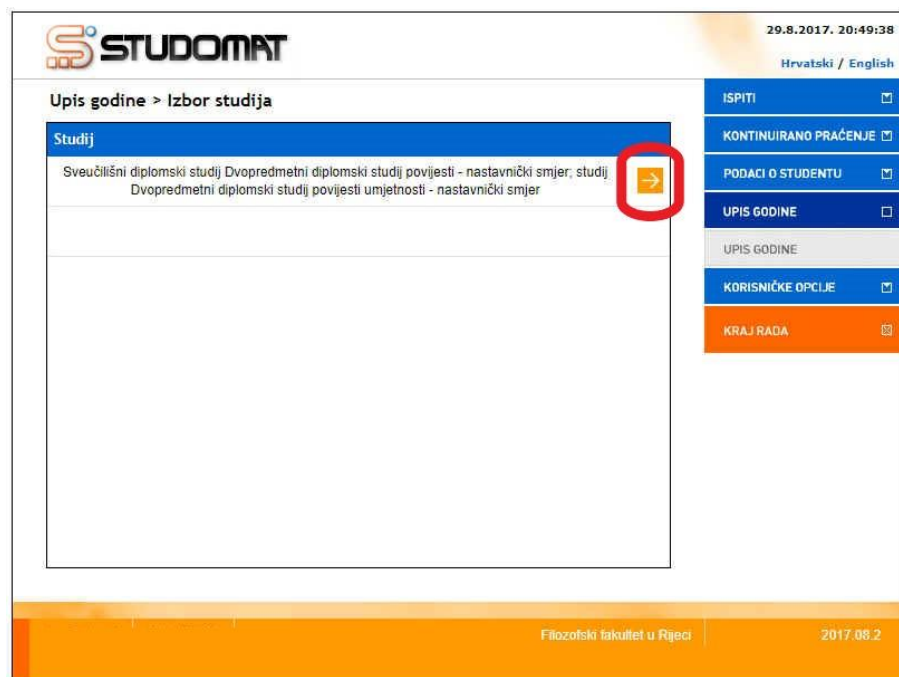 STUDOMAT
29.8.2017. 20:49:38
Hrvatski / English
Upis godine > Izbor studija
Studij
Sveučilišni diplomski studij Dvopredmetni diplomski studij povijesti - nastavnički smjer; studij
Dvopredmetni diplomski studij povijesti umjetnosti - nastavnički smjer
ISPITI
KONTINUIRANO PRAĆENJE
PODACI O STUDENTU
UPIS GODINE
UPIS GODINE
KORISNIČKE OPCIJE
KRAJ RADA
Filozofski fakultet u Rijeci
2017.08.2